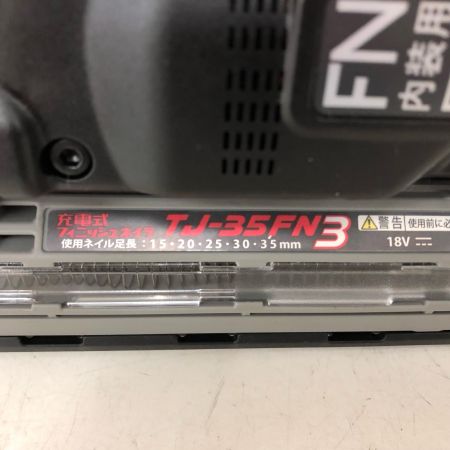 FN
内装用
充電式
フィニッシュネイラ TJ-35FN3
使用ネイル足長：15・20・25・30・35mm
⚠警告 使用前に必
18V ⎓